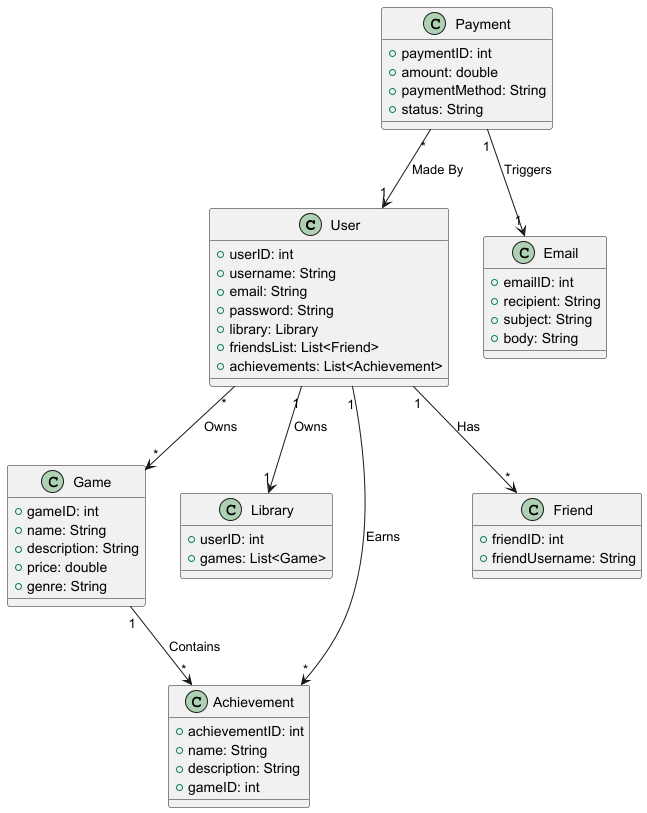 C Payment
paymentID: int
amount: double
paymentMethod: String
status: String
* 1
Made By Triggers
1 1
C User
userID: int
username: String
email: String
password: String
library: Library
friendsList: List<Friend>
achievements: List<Achievement>
C Email
emailID: int
recipient: String
subject: String
body: String
* 1 1 1
Owns Owns Has
* 1 *
C Game
gameID: int
name: String
description: String
price: double
genre: String
C Library
userID: int
games: List<Game>
Earns
C Friend
friendID: int
friendUsername: String
1
Contains
* *
C Achievement
achievementID: int
name: String
description: String
gameID: int